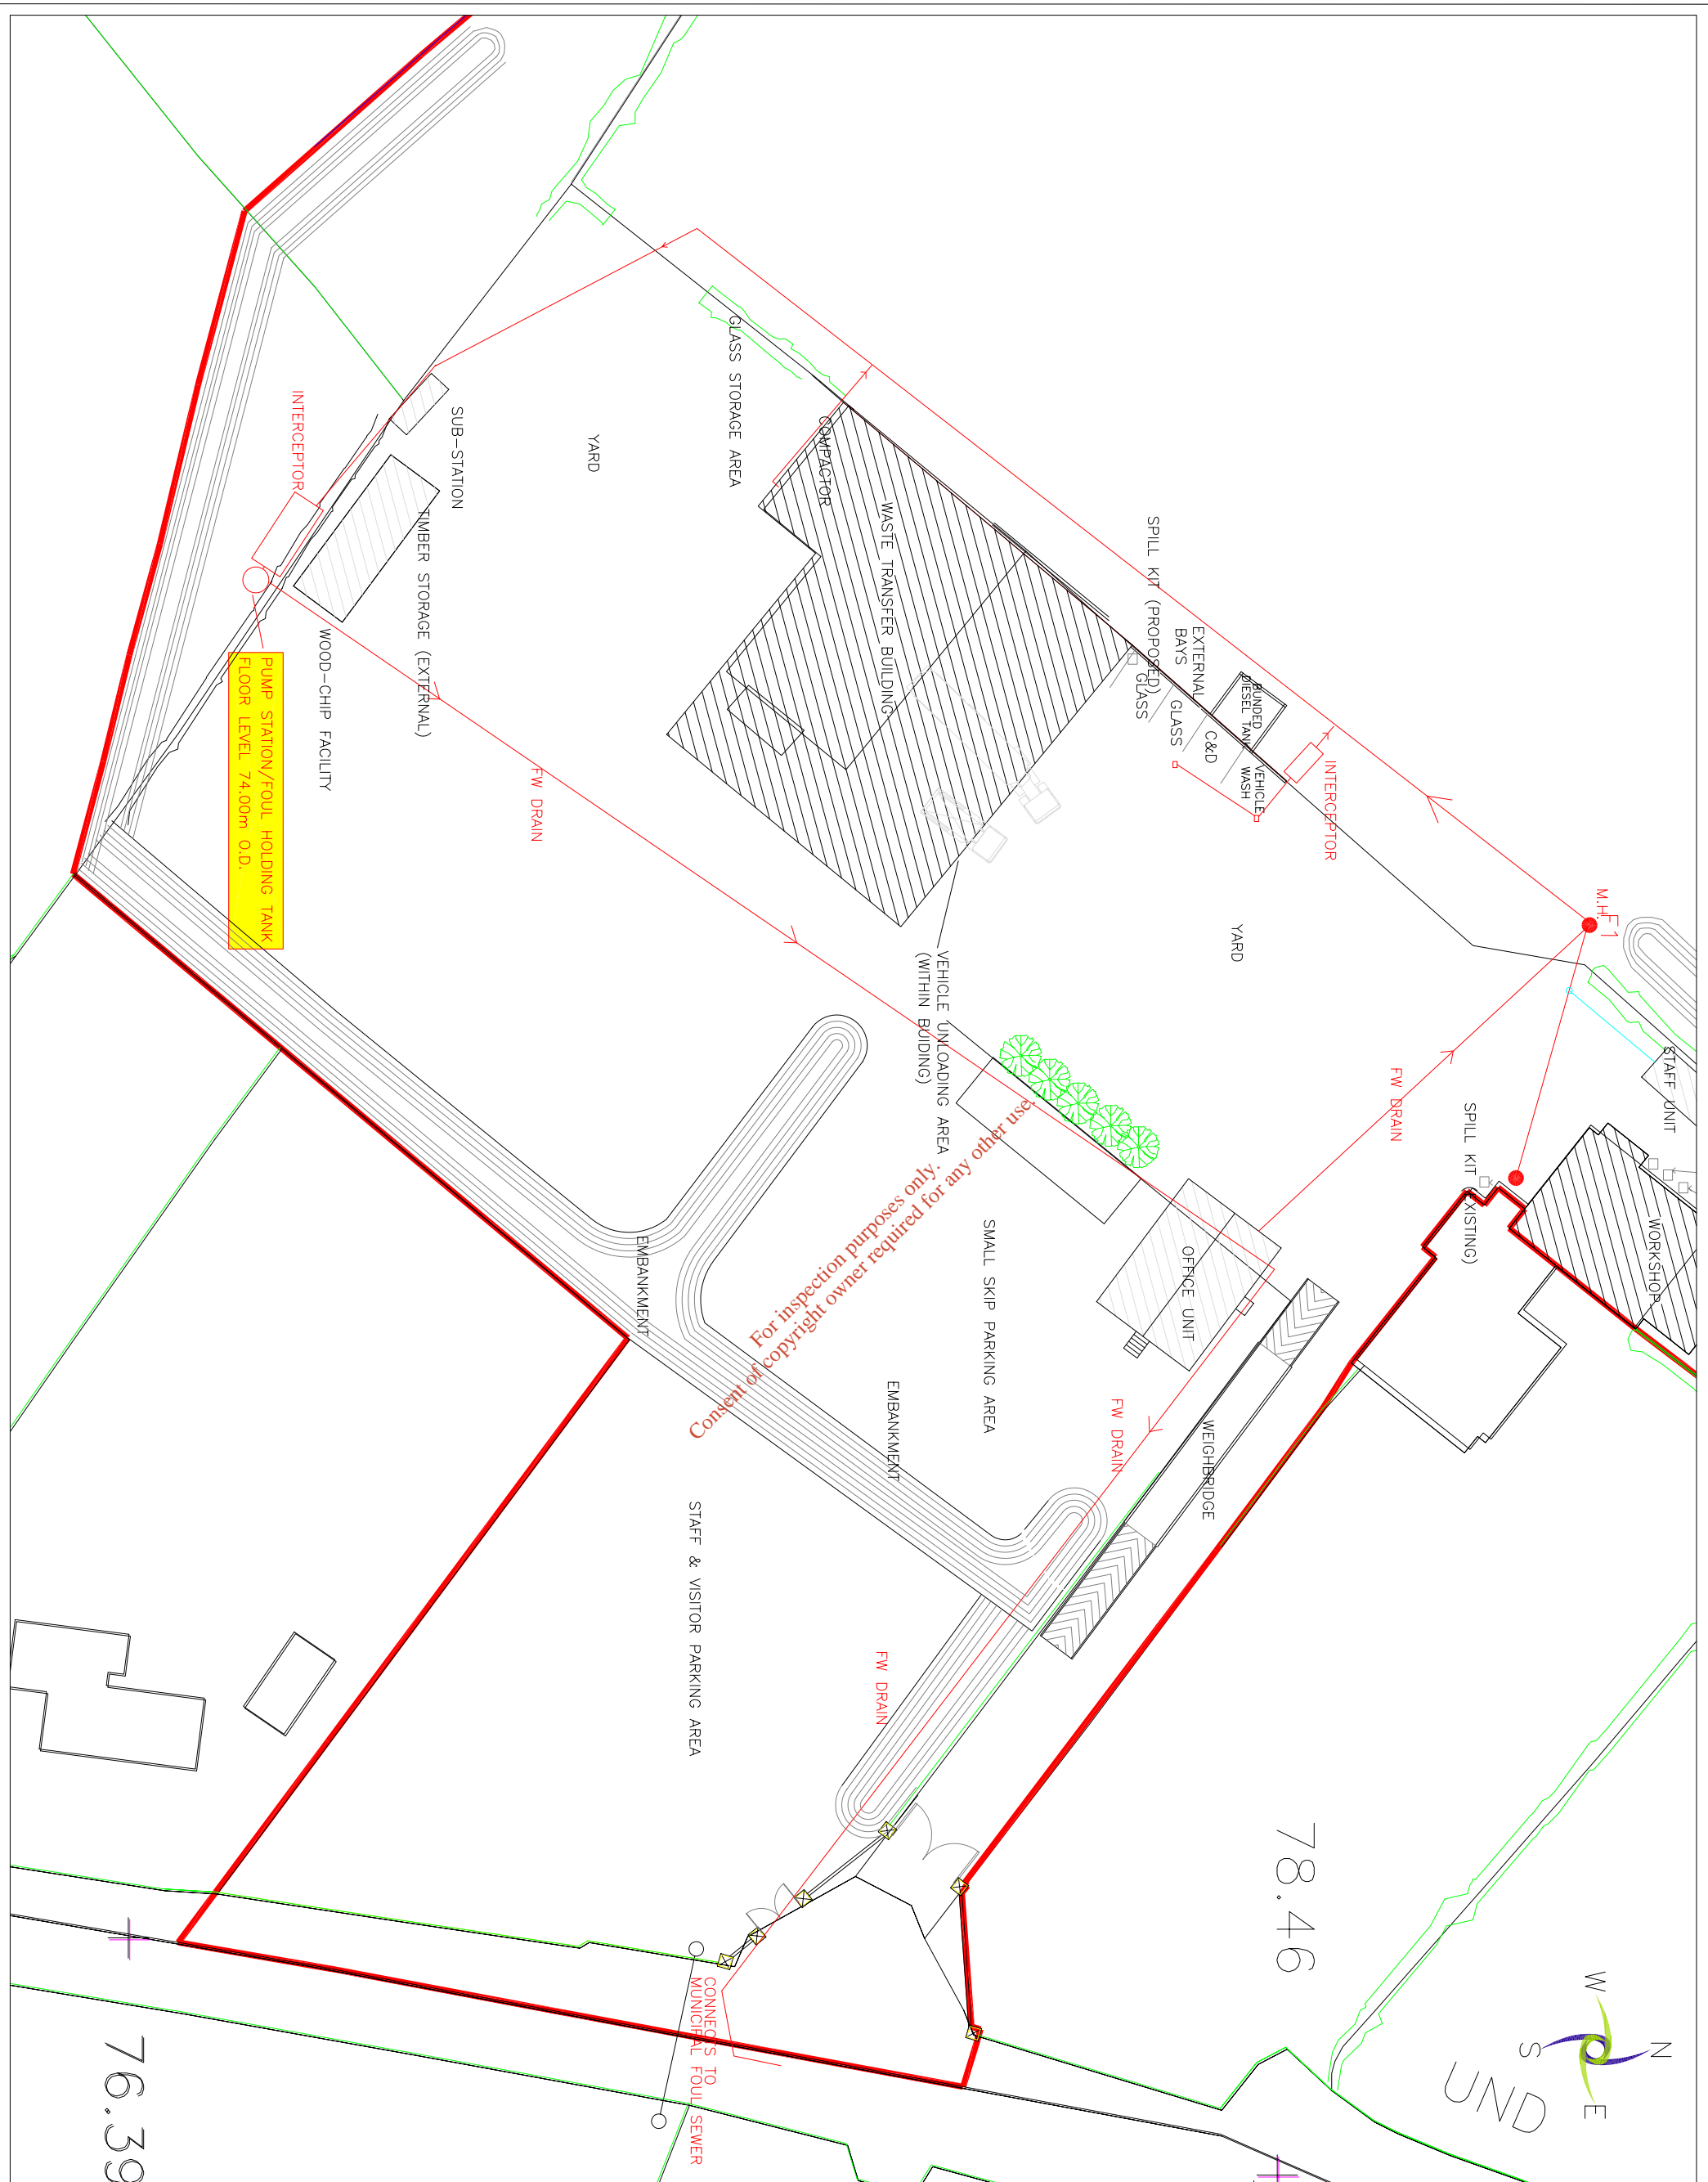 M.H.
F1
STAFF UNIT
WORKSHOP
SPILL KIT (EXISTING)
FW DRAIN
YARD
INTERCEPTOR
BUNDED
DIESEL TANK
VEHICLE
WASH
C&D
EXTERNAL
BAYS
GLASS
GLASS
SPILL KIT (PROPOSED)
WASTE TRANSFER BUILDING
COMPACTOR
GLASS STORAGE AREA
YARD
SUB-STATION
TIMBER STORAGE (EXTERNAL)
WOOD-CHIP FACILITY
INTERCEPTOR
PUMP STATION/FOUL HOLDING TANK
FLOOR LEVEL 74.00m O.D.
FW DRAIN
VEHICLE UNLOADING AREA
(WITHIN BUIDING)
OFFICE UNIT
SMALL SKIP PARKING AREA
WEIGHBRIDGE
FW DRAIN
EMBANKMENT
EMBANKMENT
STAFF & VISITOR PARKING AREA
FW DRAIN
CONNECTS TO
MUNICIPAL FOUL SEWER
For inspection purposes only.
Consent of copyright owner required for any other use.
78.46
76.39
UND
N
W
E
S